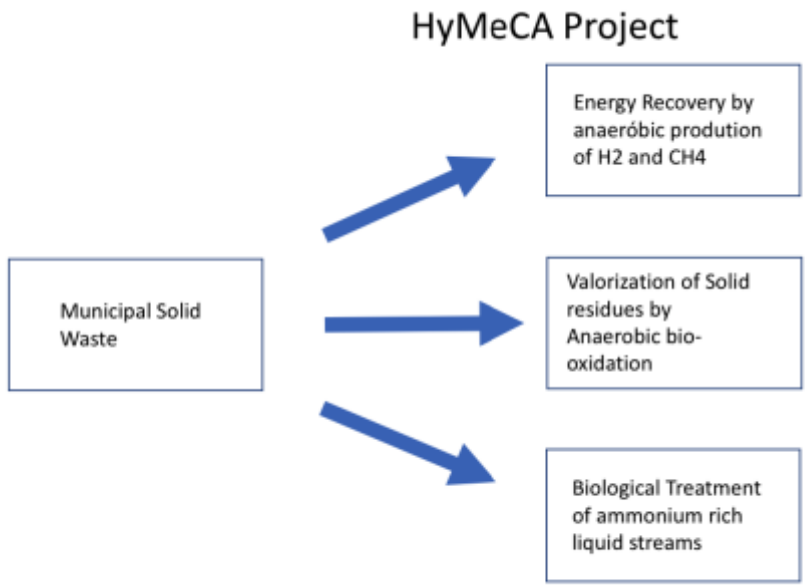 HyMeCA Project
Energy Recovery by
anaeróbic prodution
of H2 and CH4
Municipal Solid
Waste
Valorization of Solid
residues by
Anaerobic bio-
oxidation
Biological Treatment
of ammonium rich
liquid streams